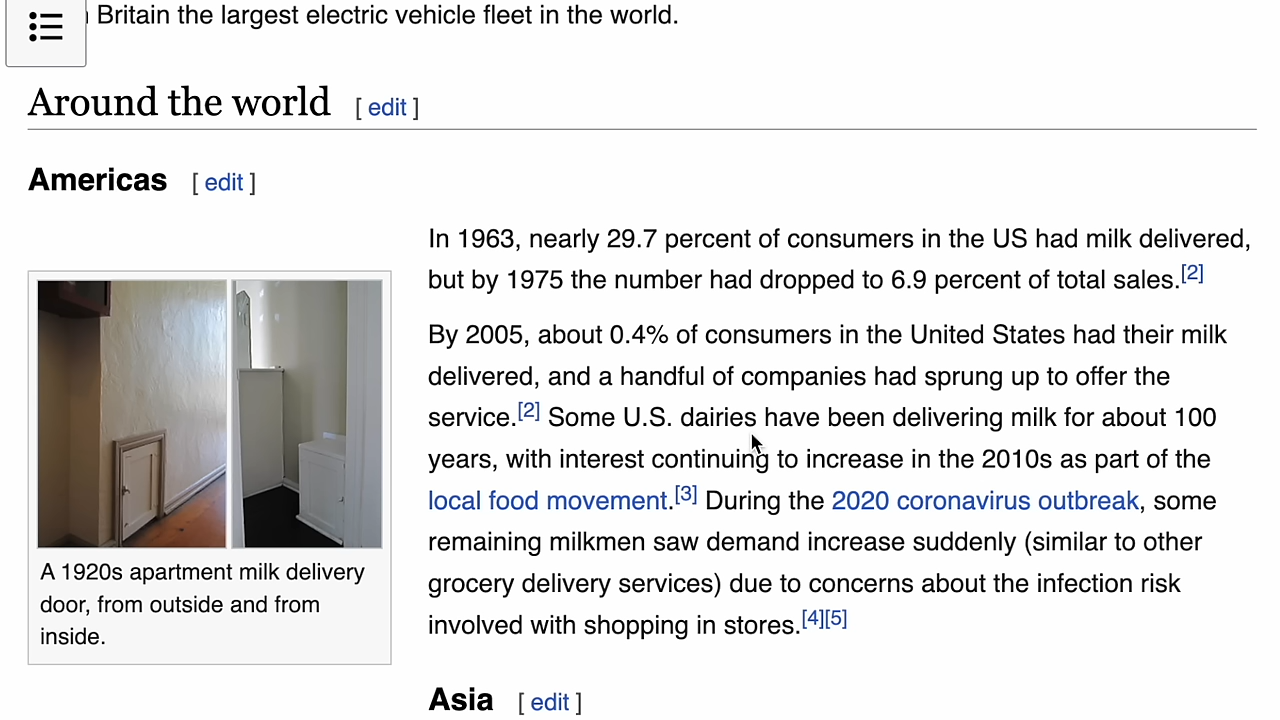 Britain the largest electric vehicle fleet in the world.
Around the world [ edit ]
Americas [ edit ]
In 1963, nearly 29.7 percent of consumers in the US had milk delivered,
but by 1975 the number had dropped to 6.9 percent of total sales.[2]
By 2005, about 0.4% of consumers in the United States had their milk
delivered, and a handful of companies had sprung up to offer the
service.[2] Some U.S. dairies have been delivering milk for about 100
years, with interest continuing to increase in the 2010s as part of the
local food movement.[3] During the 2020 coronavirus outbreak, some
remaining milkmen saw demand increase suddenly (similar to other
grocery delivery services) due to concerns about the infection risk
involved with shopping in stores.[4][5]
A 1920s apartment milk delivery
door, from outside and from
inside.
Asia [ edit ]